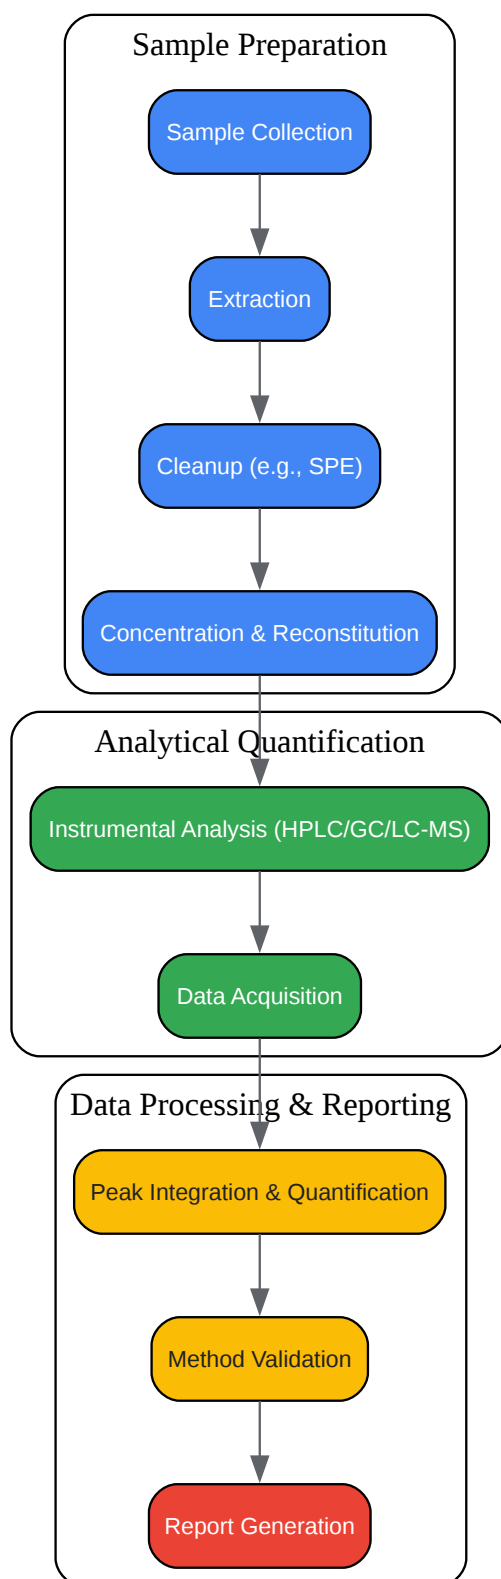 Sample Preparation
Sample Collection
Extraction
Cleanup (e.g., SPE)
Concentration & Reconstitution
Analytical Quantification
Instrumental Analysis (HPLC/GC/LC-MS)
Data Acquisition
Data Processing & Reporting
Peak Integration & Quantification
Method Validation
Report Generation